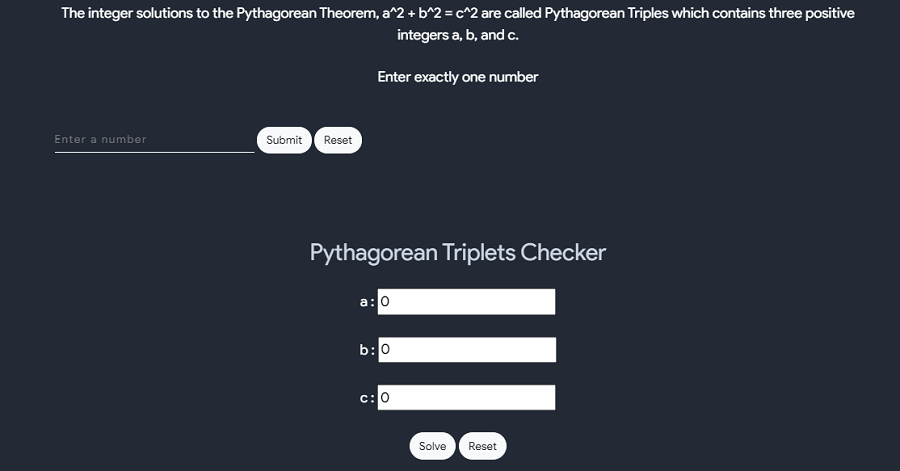 The integer solutions to the Pythagorean Theorem, a^2 + b^2 = c^2 are called Pythagorean Triples which contains three positive
integers a, b, and c.
Enter exactly one number
Enter a number Submit Reset
Pythagorean Triplets Checker
a : 0
b : 0
c : 0
Solve Reset